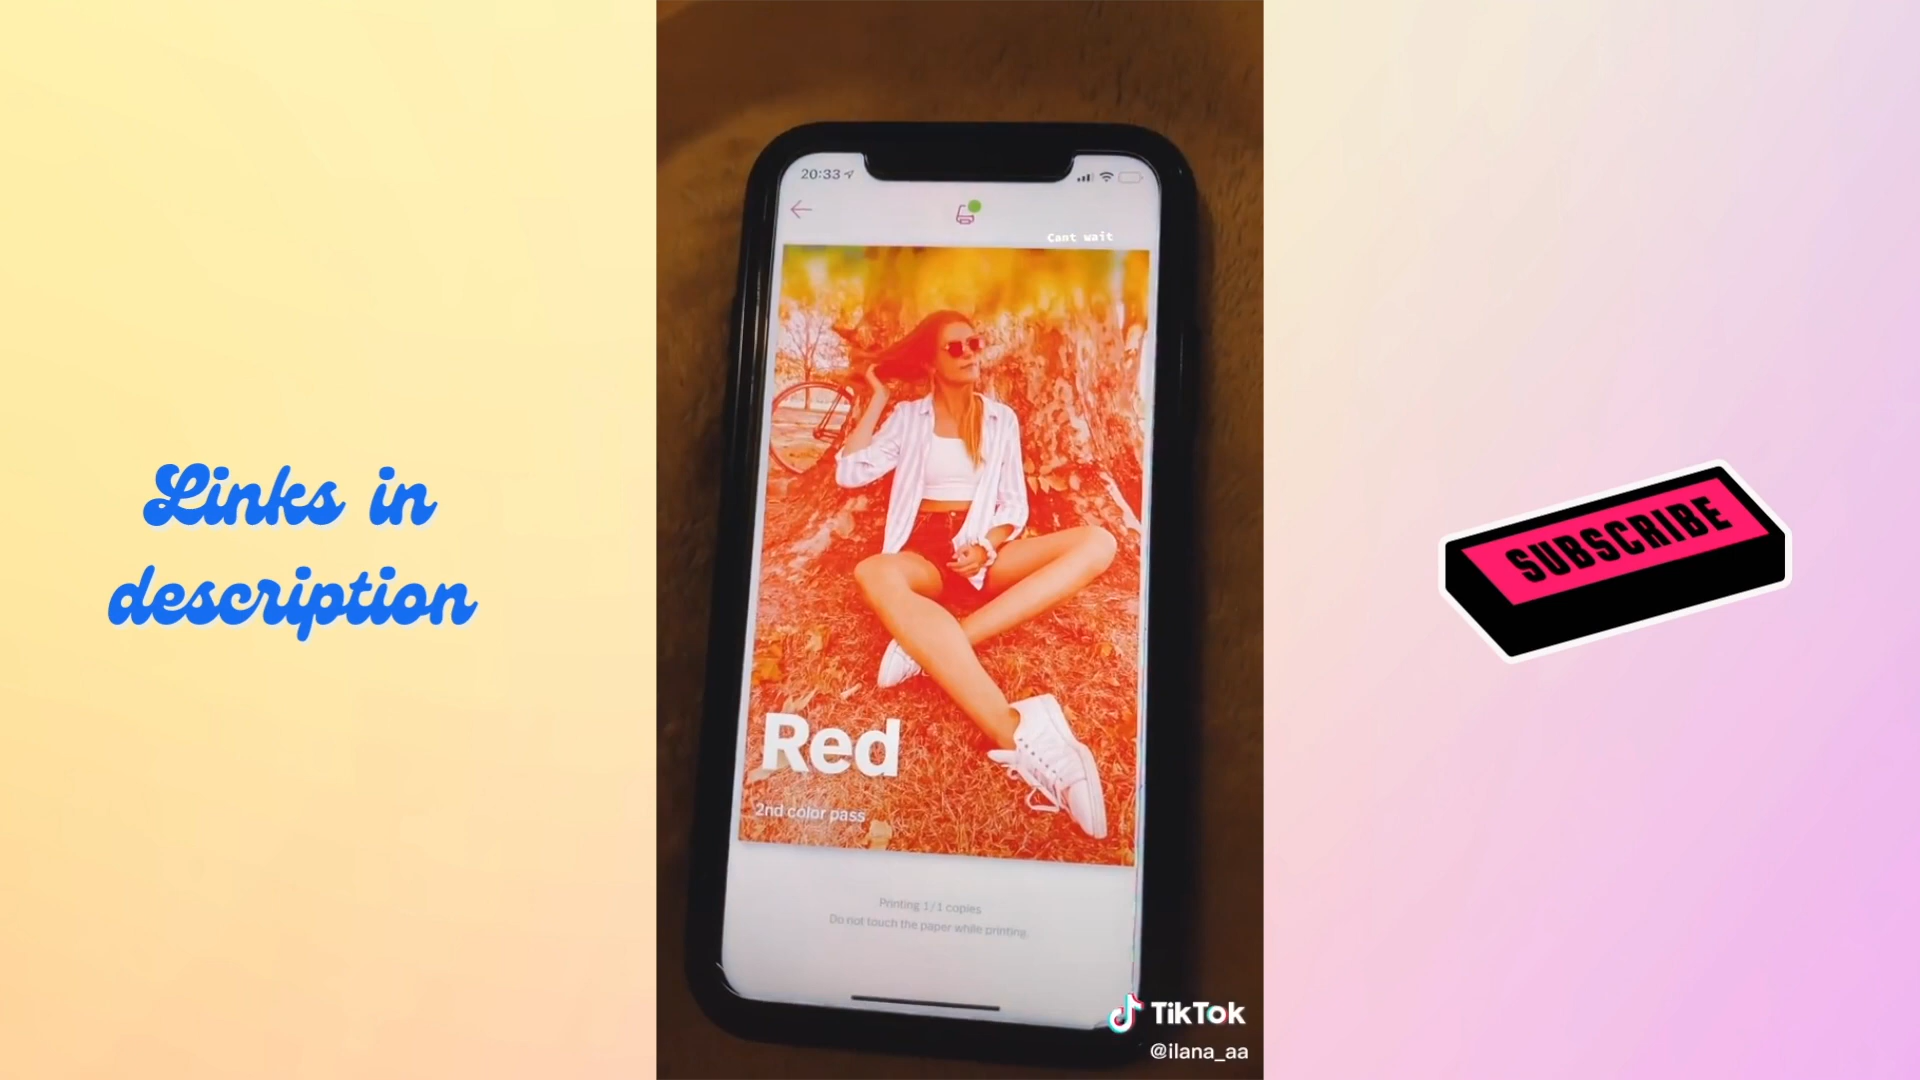 Links in
description
20:33
Cant wait
Red
2nd color pass
Printing 1/1 copies
Do not touch the paper while printing.
SUBSCRIBE
TikTok
@ilana_aa